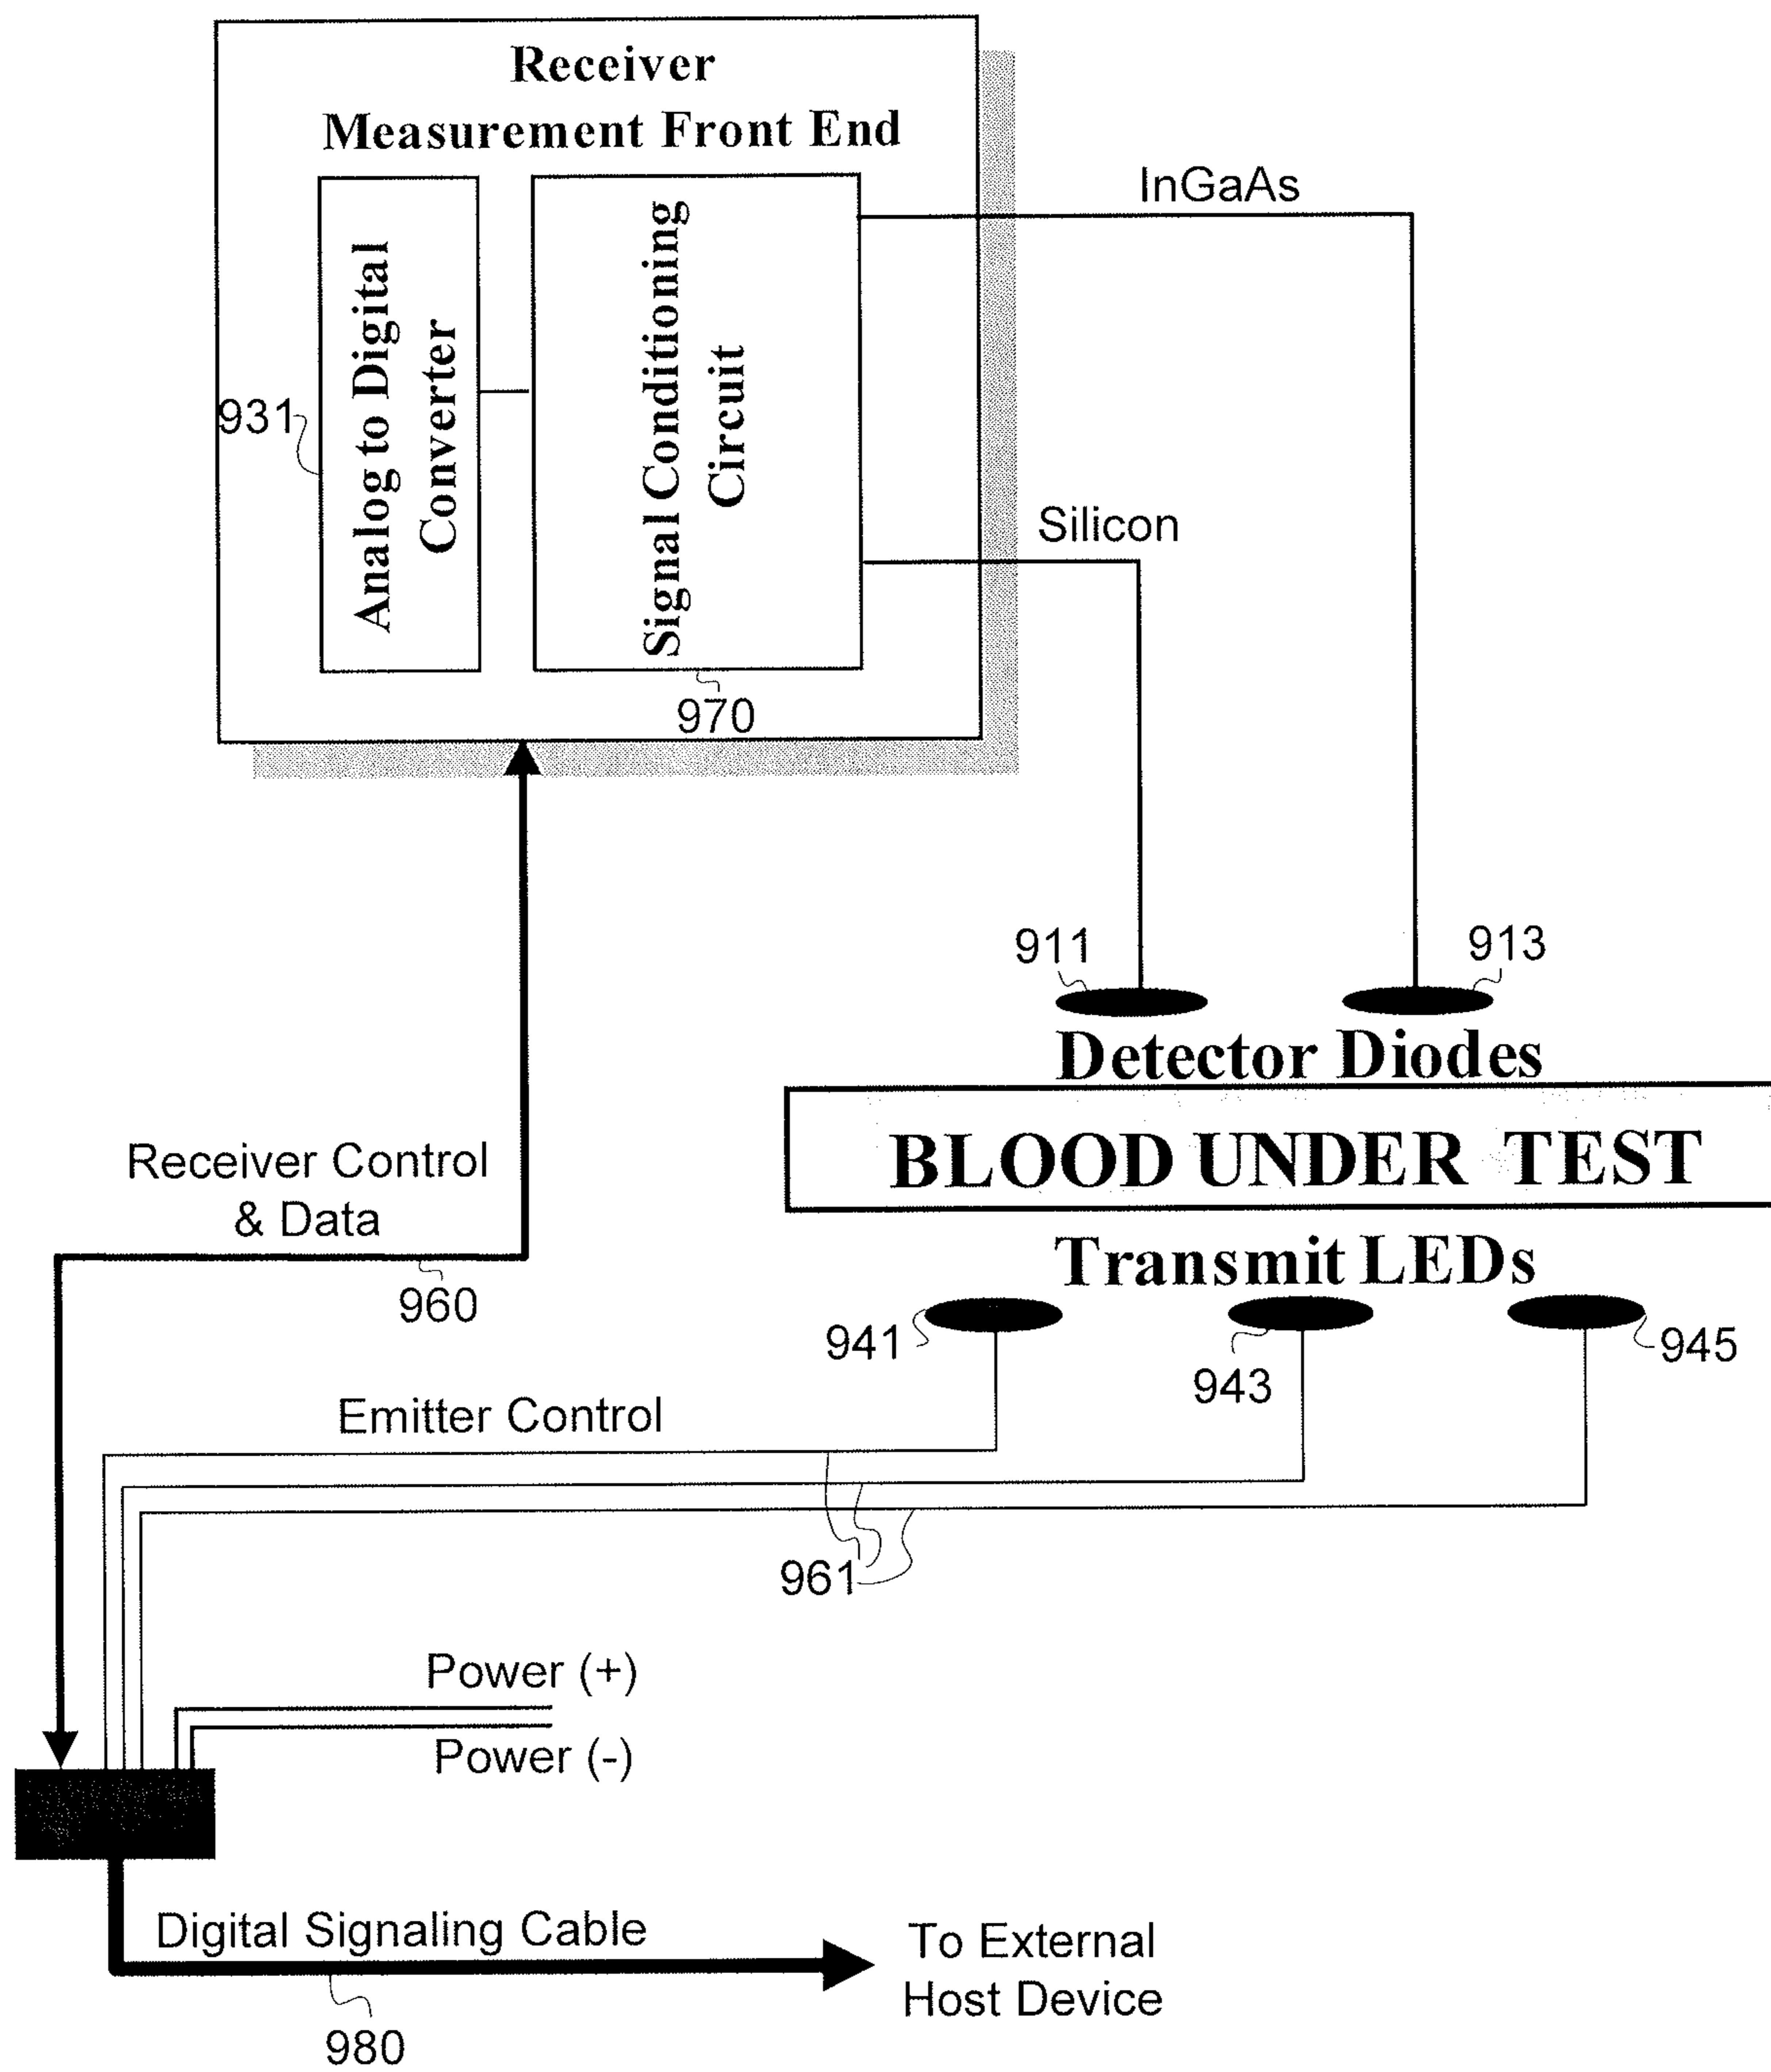 Receiver
Measurement Front End
InGaAs
Analog to Digital
Converter
Signal Conditioning
Circuit
931
Silicon
970
911
913
Detector Diodes
BLOOD UNDER TEST
Receiver Control
& Data
Transmit LEDs
960
941
943
945
Emitter Control
961
Power (+)
Power (-)
Digital Signaling Cable
To External
Host Device
980